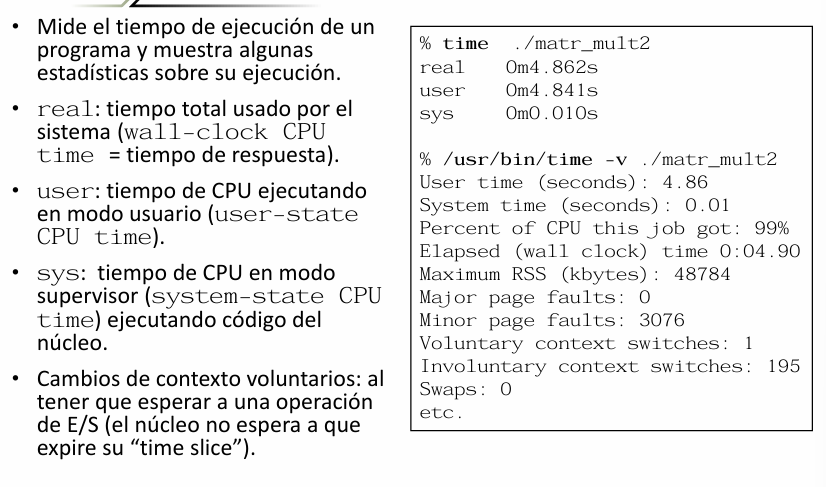 • Mide el tiempo de ejecución de un
programa y muestra algunas
estadísticas sobre su ejecución.
• real: tiempo total usado por el
sistema (wall-clock CPU
time = tiempo de respuesta).
• user: tiempo de CPU ejecutando
en modo usuario (user-state
CPU time).
• sys: tiempo de CPU en modo
supervisor (system-state CPU
time) ejecutando código del
núcleo.
• Cambios de contexto voluntarios: al
tener que esperar a una operación
de E/S (el núcleo no espera a que
expire su “time slice”).
% time ./matr_mult2
real 0m4.862s
user 0m4.841s
sys 0m0.010s
% /usr/bin/time -v ./matr_mult2
User time (seconds): 4.86
System time (seconds): 0.01
Percent of CPU this job got: 99%
Elapsed (wall clock) time 0:04.90
Maximum RSS (kbytes): 48784
Major page faults: 0
Minor page faults: 3076
Voluntary context switches: 1
Involuntary context switches: 195
Swaps: 0
etc.